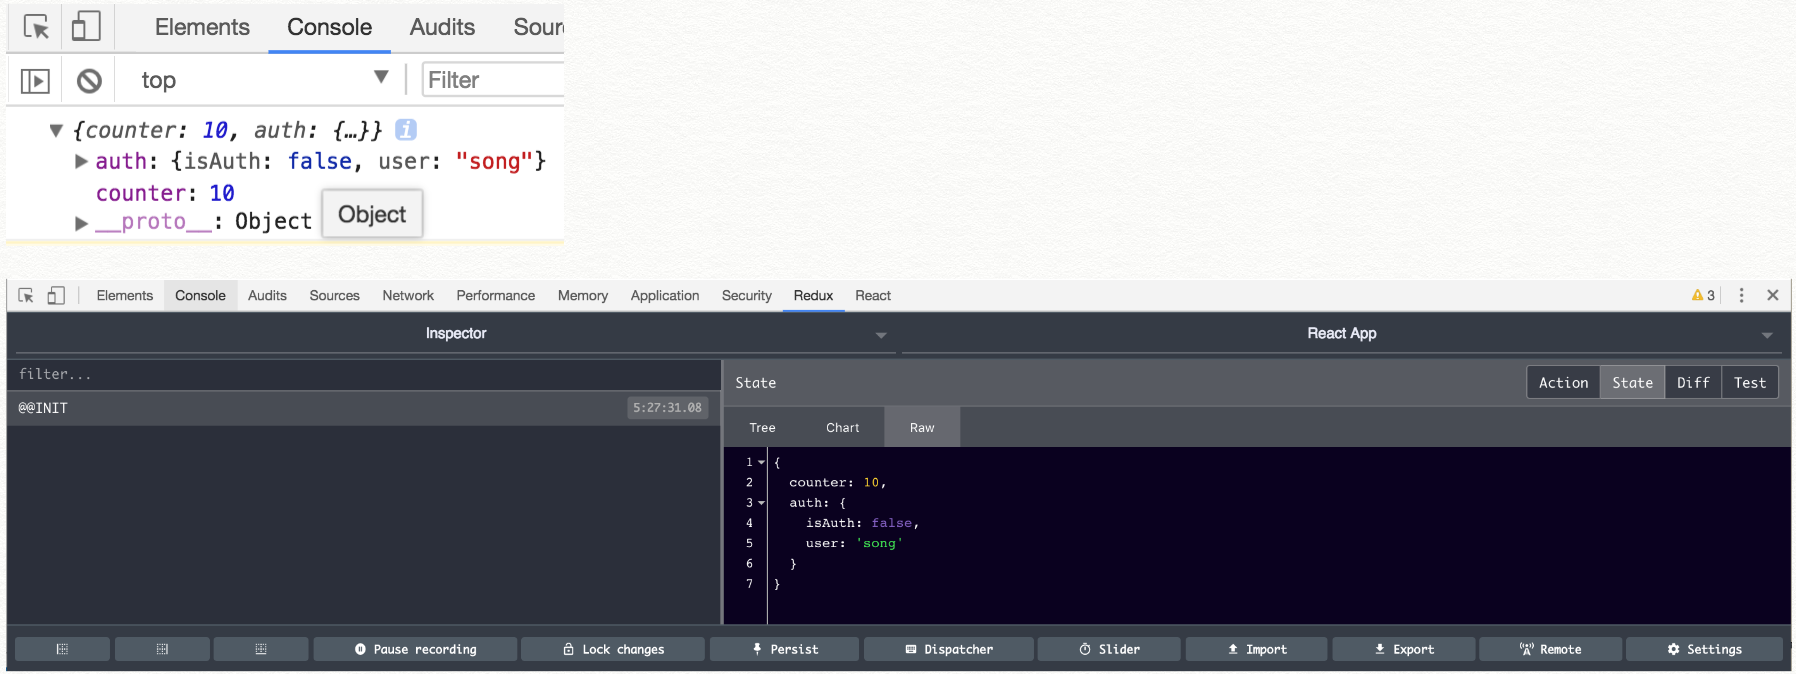 Elements Console Audits Sour
top ▼ Filter
▼ {counter: 10, auth: {…}} i
▶ auth: {isAuth: false, user: "song"}
counter: 10
▶ __proto__: Object
Object
Elements Console Audits Sources Network Performance Memory Application Security Redux React 3
Inspector React App
filter...
@@INIT 5:27:31.08
State Action State Diff Test
Tree Chart Raw
1 {
2 counter: 10,
3 auth: {
4 isAuth: false,
5 user: 'song'
6 }
7 }
Pause recording Lock changes Persist Dispatcher Slider Import Export Remote Settings